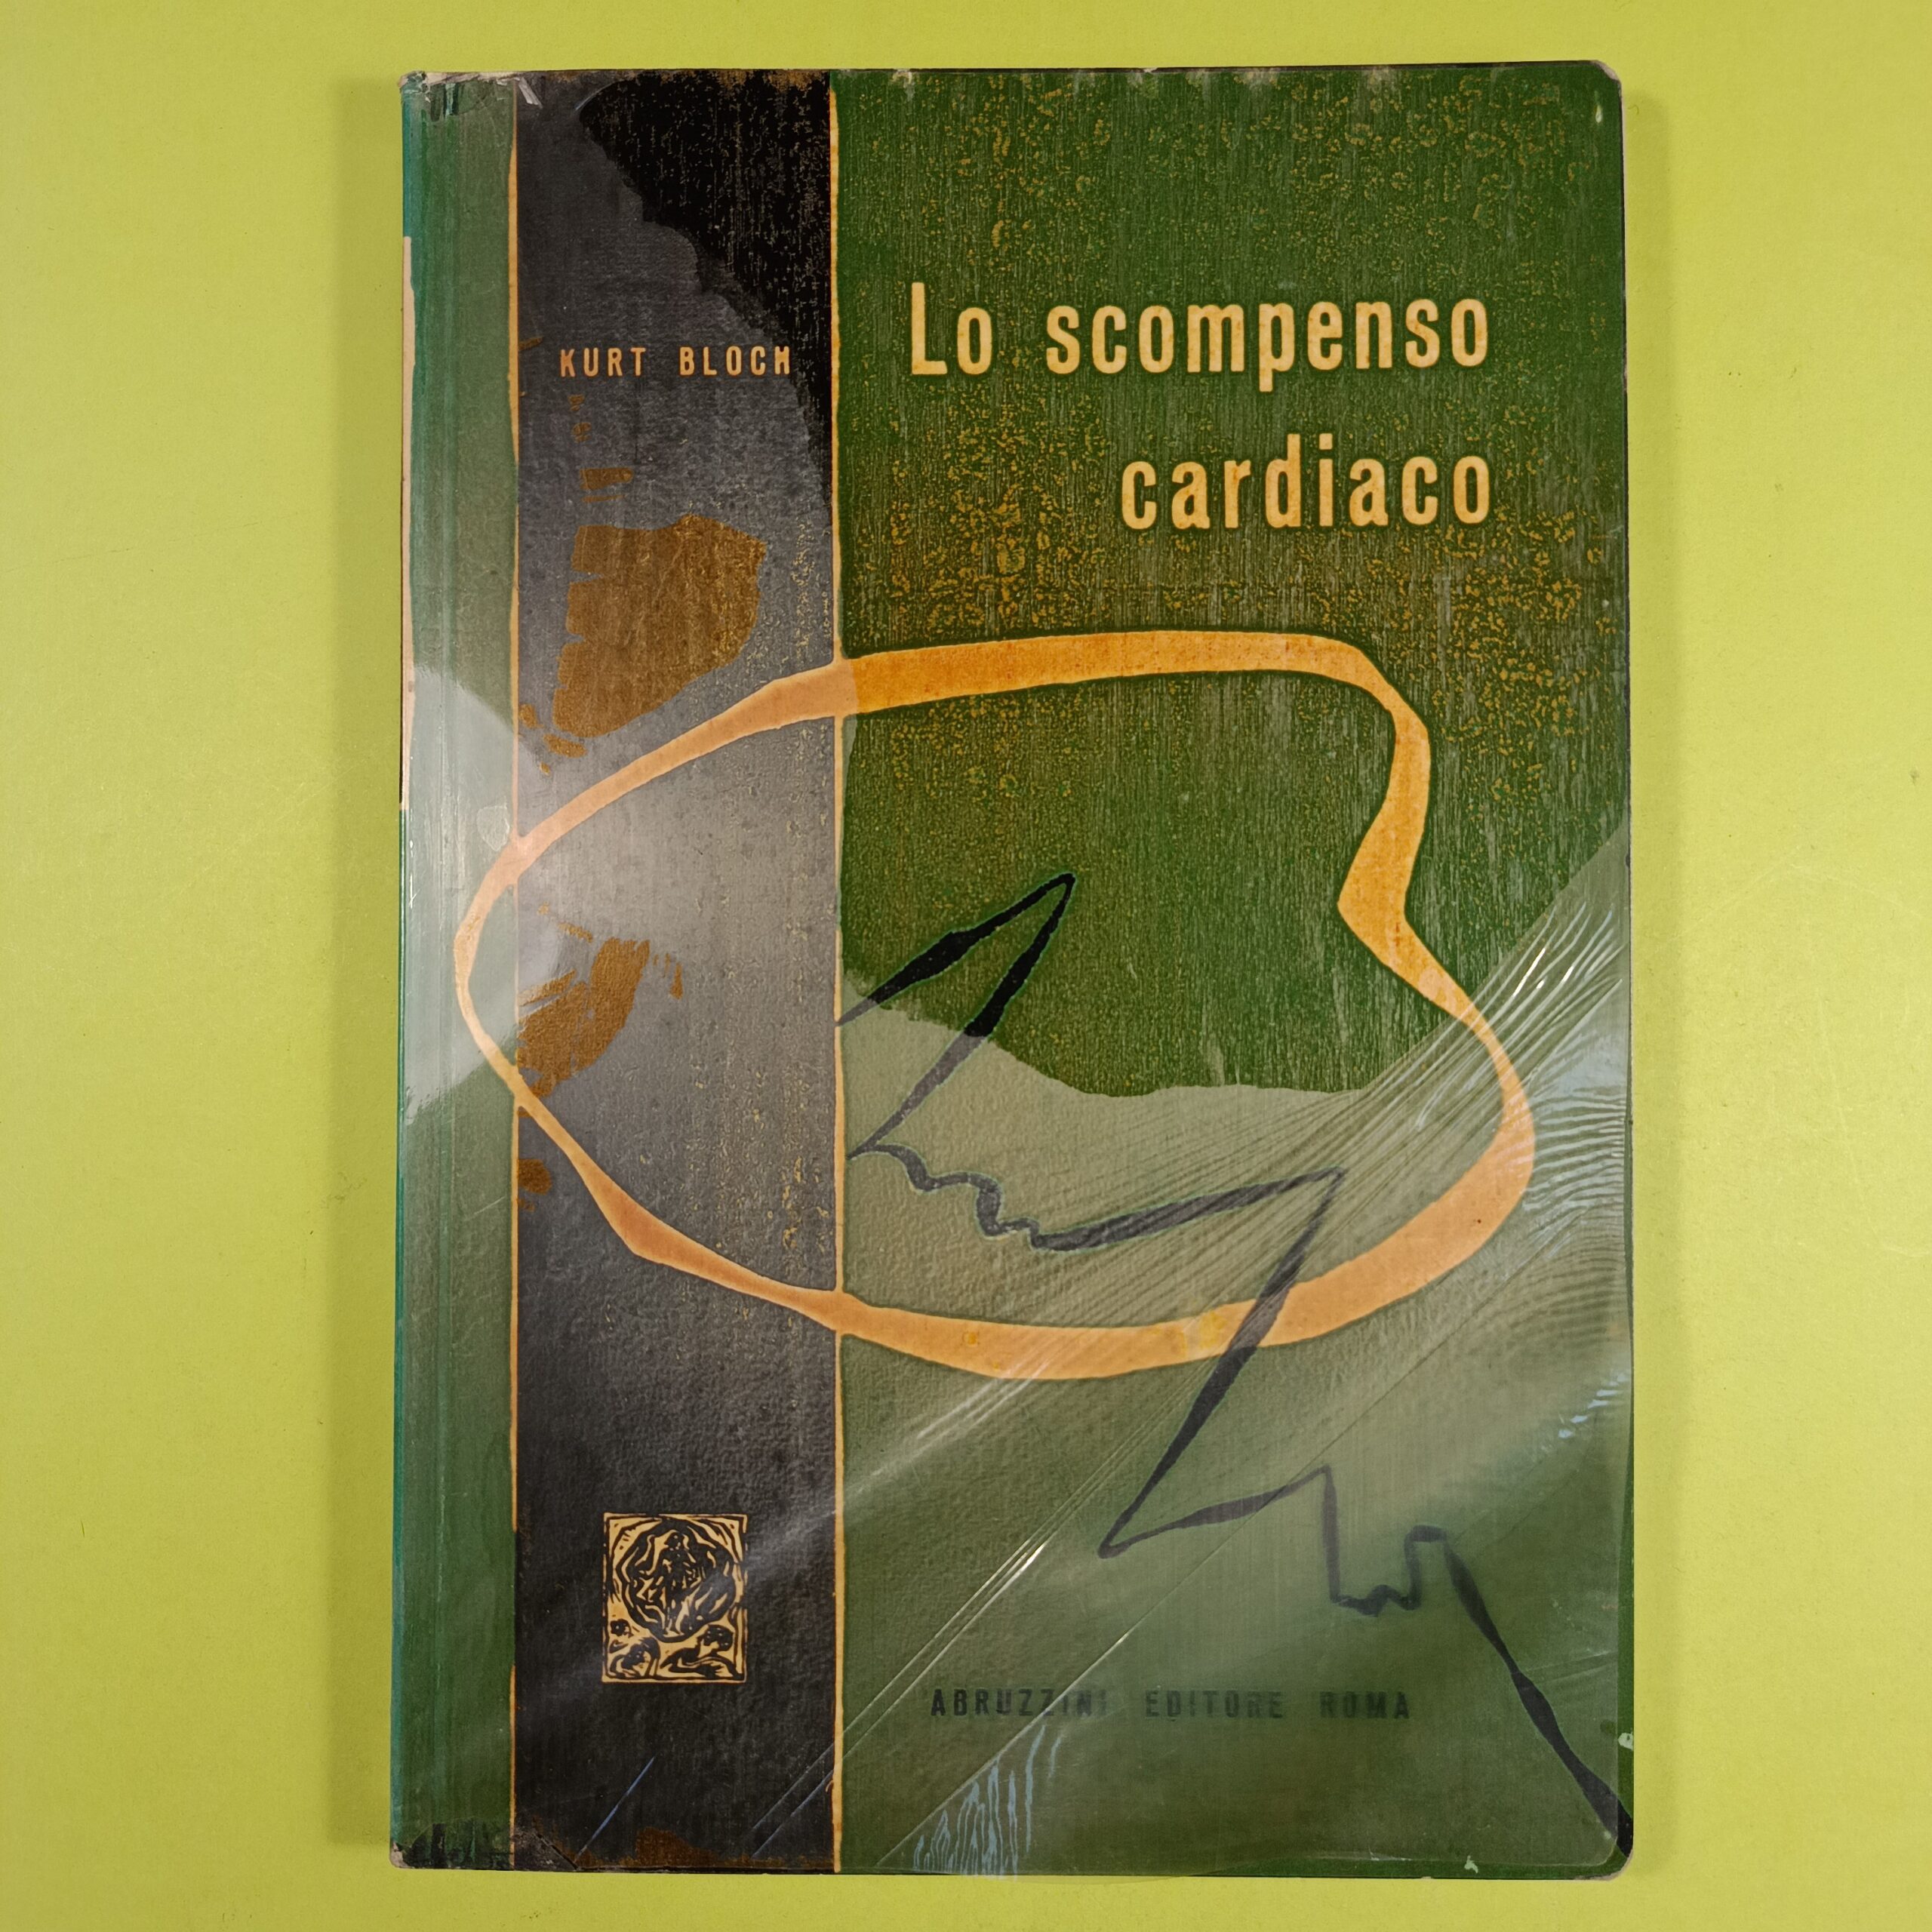 KURT BLOCH
Lo scompenso
cardiaco
ABRUZZINI EDITORE ROMA